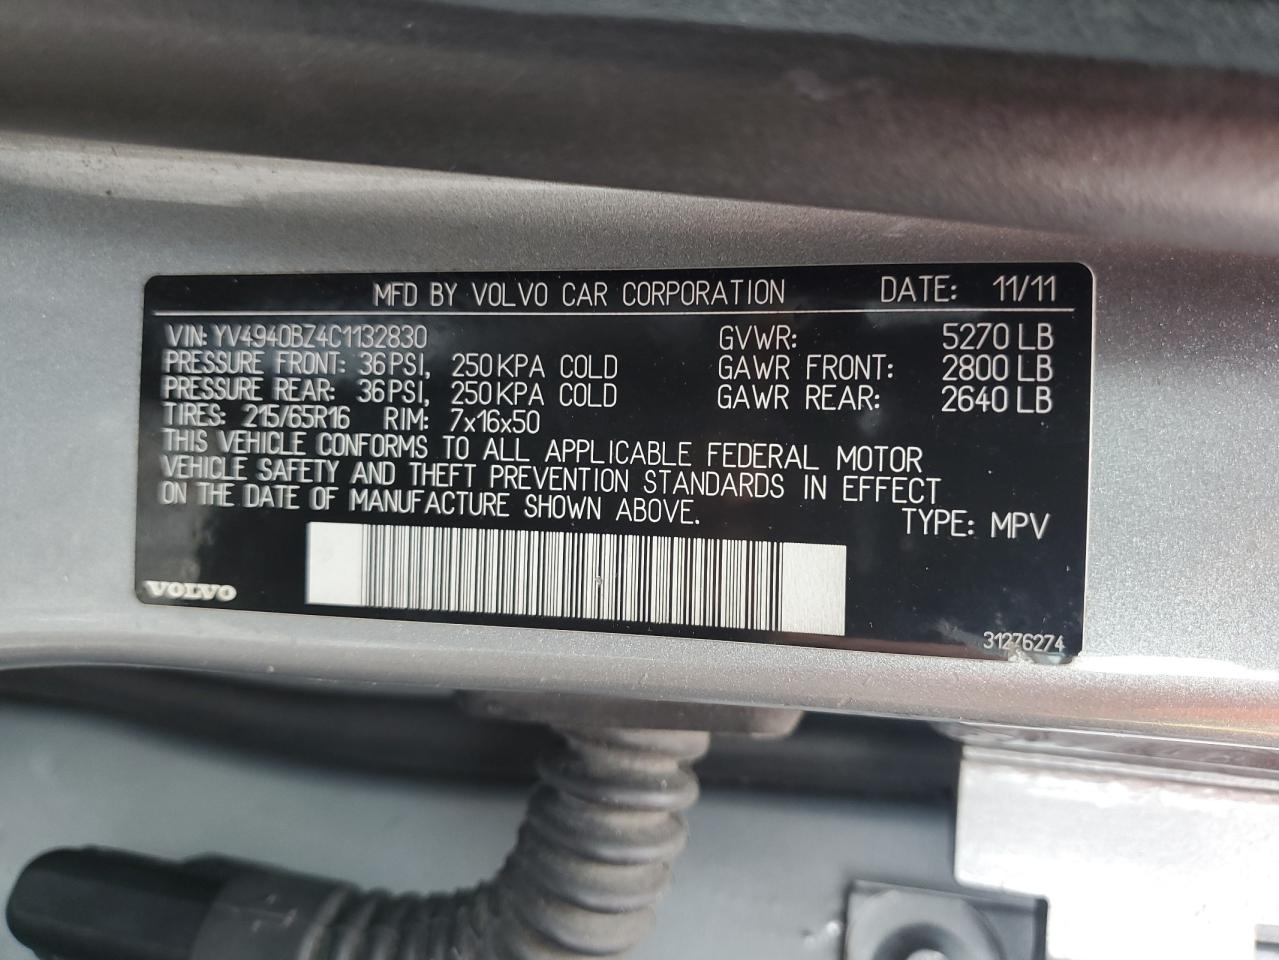 MFD BY VOLVO CAR CORPORATION DATE: 11/11
VIN: YV4940BZ4C1132830 GVWR: 5270 LB
PRESSURE FRONT: 36 PSI, 250 KPA COLD GAWR FRONT: 2800 LB
PRESSURE REAR: 36 PSI, 250 KPA COLD GAWR REAR: 2640 LB
TIRES: 215/65R16 RIM: 7x16x50
THIS VEHICLE CONFORMS TO ALL APPLICABLE FEDERAL MOTOR
VEHICLE SAFETY AND THEFT PREVENTION STANDARDS IN EFFECT
ON THE DATE OF MANUFACTURE SHOWN ABOVE. TYPE: MPV
VOLVO
31276274